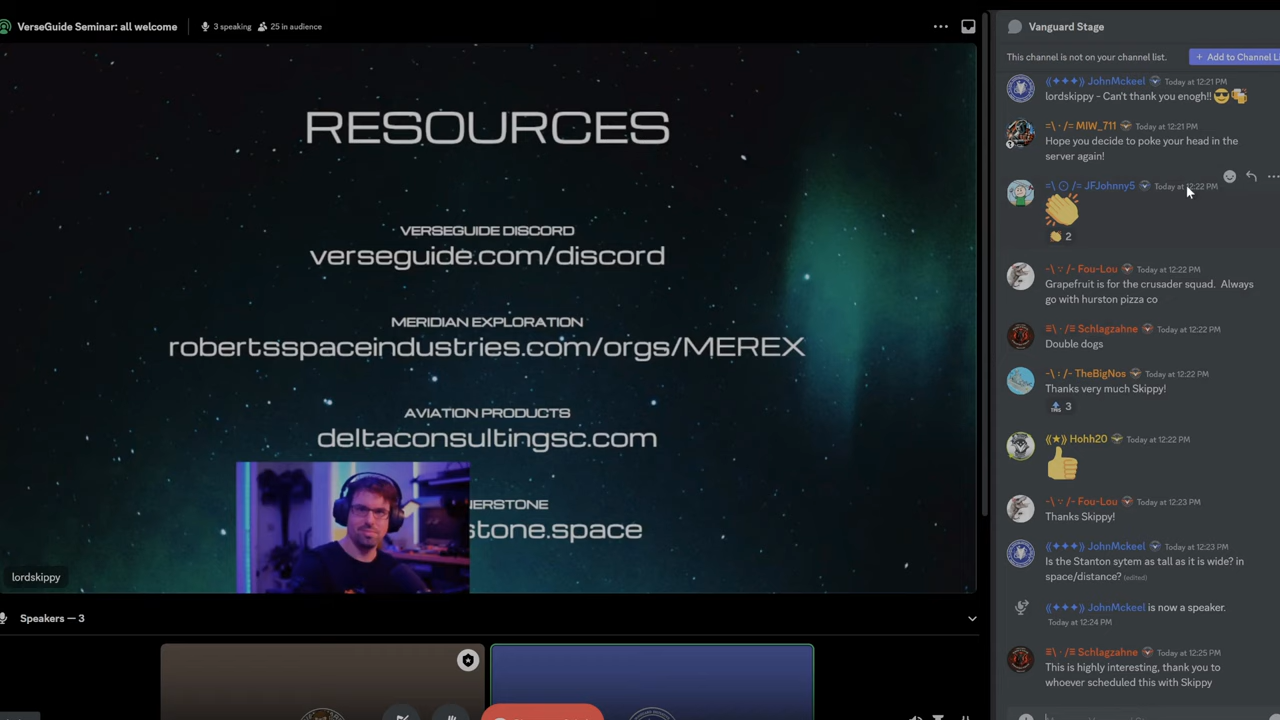 VerseGuide Seminar: all welcome
3 speaking
25 in audience
RESOURCES
VERSEGUIDE DISCORD
verseguide.com/discord
MERIDIAN EXPLORATION
robertsspaceindustries.com/orgs/MEREX
AVIATION PRODUCTS
deltaconsultingsc.com
NERSTONE
stone.space
lordskippy
Speakers — 3
Vanguard Stage
This channel is not on your channel list.
+ Add to Channel Li
((✦✦✦)) JohnMckeel Today at 12:21 PM
lordskippy - Can't thank you enogh!! 😎🍻
=\ · /= MIW_711 Today at 12:21 PM
Hope you decide to poke your head in the
server again!
=\ ⊙ /= JFJohnny5 Today at 12:22 PM
👏
👏 2
-\ ∵ /- Fou-Lou Today at 12:22 PM
Grapefruit is for the crusader squad. Always
go with hurston pizza co
≡\ · /≡ Schlagzahne Today at 12:22 PM
Double dogs
-\ : /- TheBigNos Today at 12:22 PM
Thanks very much Skippy!
THIS 3
((★)) Hohh20 Today at 12:22 PM
👍
-\ ∵ /- Fou-Lou Today at 12:23 PM
Thanks Skippy!
((✦✦✦)) JohnMckeel Today at 12:23 PM
Is the Stanton sytem as tall as it is wide? in
space/distance? (edited)
((✦✦✦)) JohnMckeel is now a speaker.
Today at 12:24 PM
≡\ · /≡ Schlagzahne Today at 12:25 PM
This is highly interesting, thank you to
whoever scheduled this with Skippy